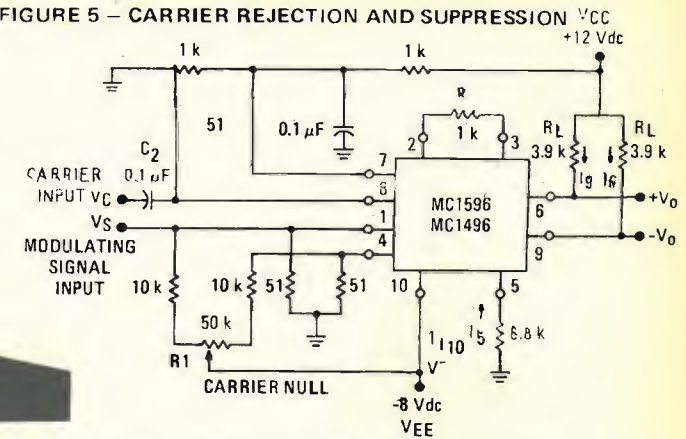 FIGURE 5 – CARRIER REJECTION AND SUPPRESSION
VCC
+12 Vdc
1 k
1 k
51
0.1 µF
R
1 k
2
3
RL
3.9 k
RL
3.9 k
C2
0.1 µF
7
CARRIER
INPUT VC
8
MC1596
MC1496
6
+Vo
VS
1
MODULATING
SIGNAL
INPUT
4
9
-Vo
10 k
10 k
51
51
10
5
50 k
I10
I5
6.8 k
R1
V-
CARRIER NULL
-8 Vdc
VEE